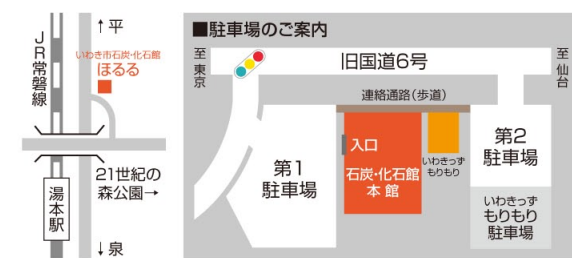 ↑平
JR常磐線
いわき市石炭・化石館
ほるる
21世紀の
森公園→
湯本駅
↓泉
■駐車場のご案内
至東京
旧国道6号
至仙台
連絡通路(歩道)
入口
石炭・化石館
本館
いわきっず
もりもり
第1
駐車場
第2
駐車場
いわきっず
もりもり
駐車場